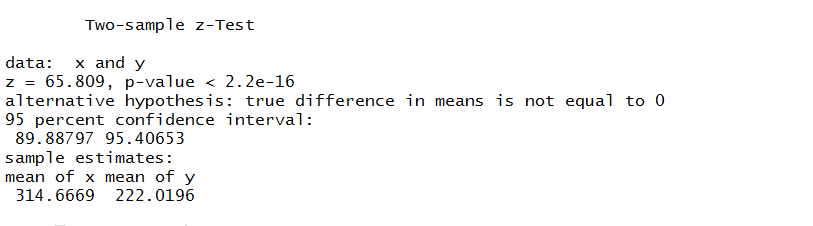 Two-sample z-Test
data:  x and y
z = 65.809, p-value < 2.2e-16
alternative hypothesis: true difference in means is not equal to 0
95 percent confidence interval:
 89.88797 95.40653
sample estimates:
mean of x mean of y
 314.6669  222.0196